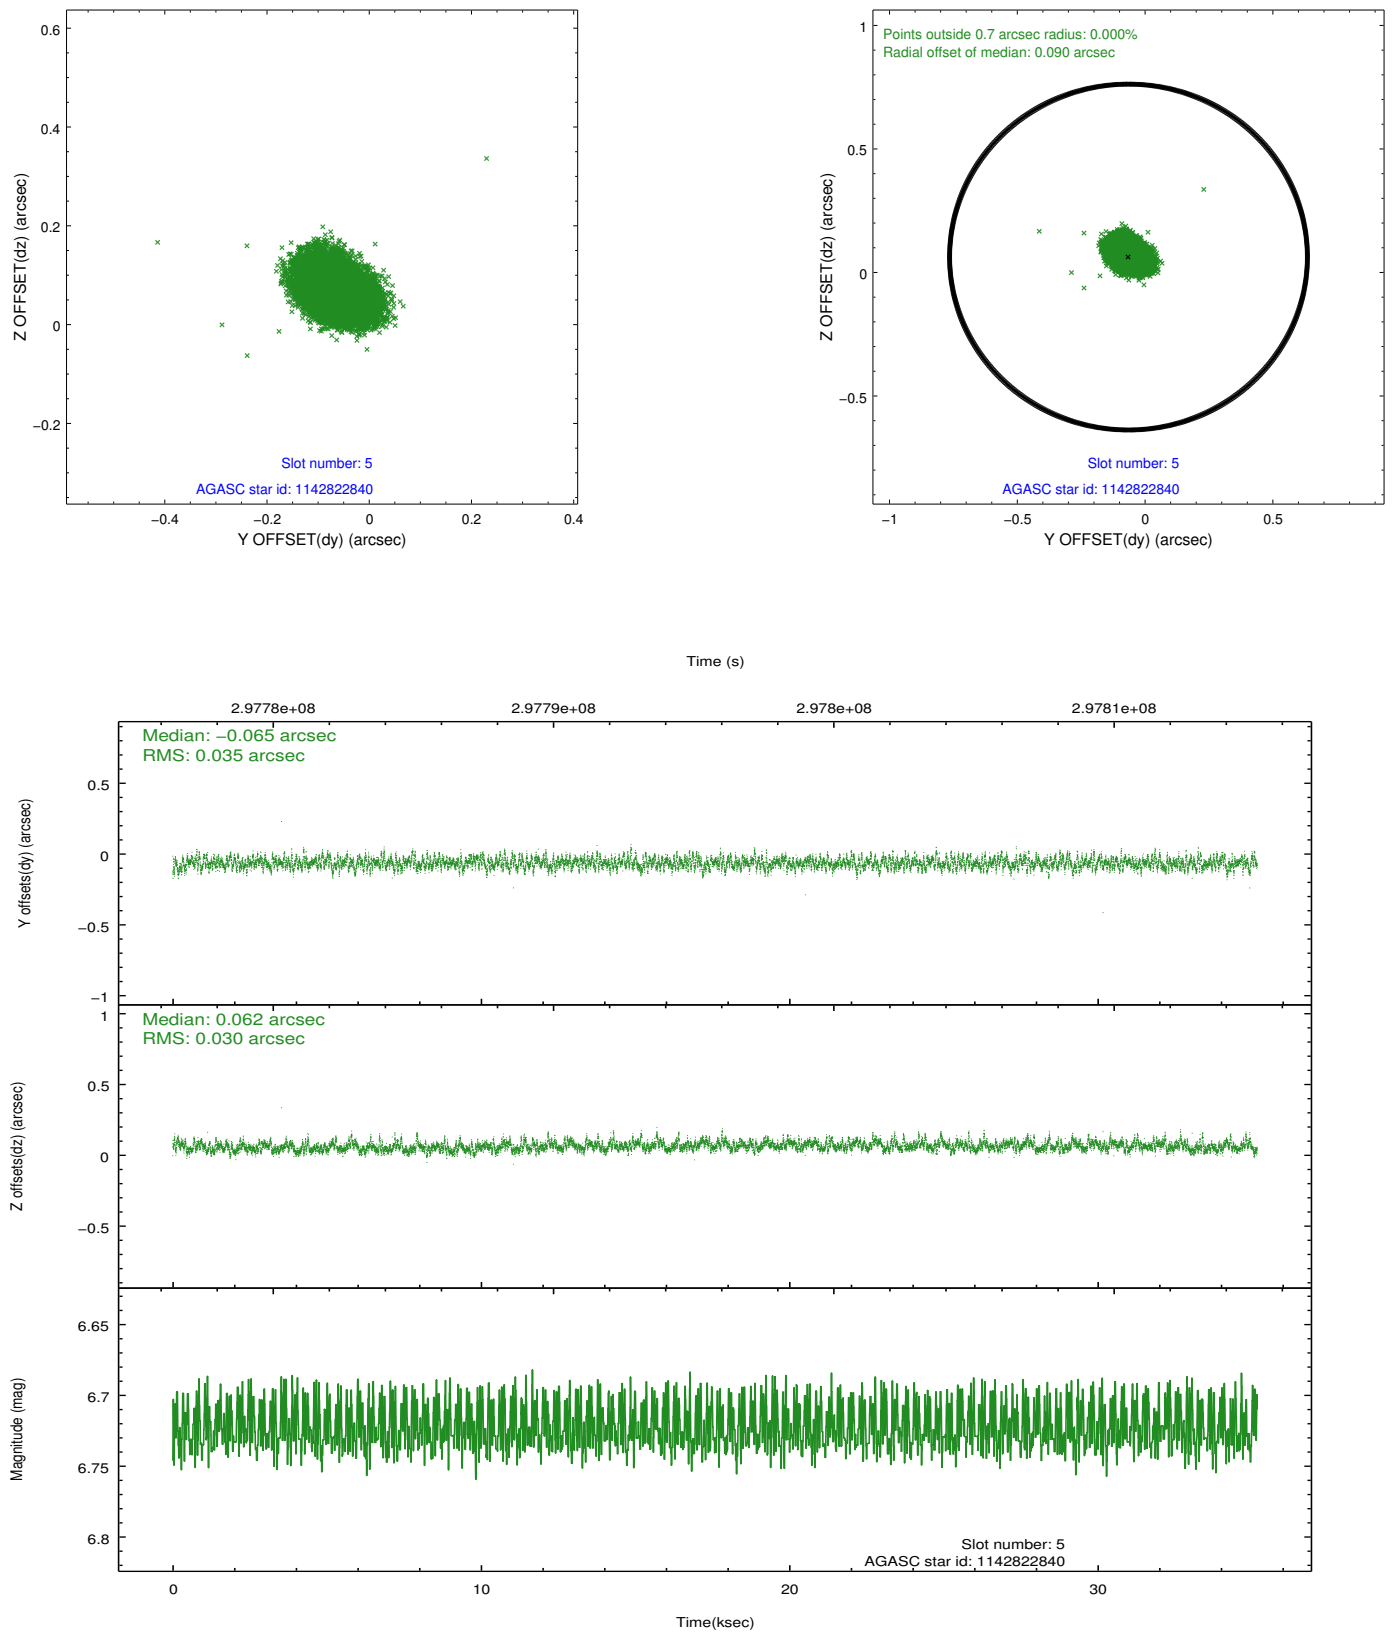 0.6
0.4
0.2
0
−0.2
Z OFFSET(dz) (arcsec)
Slot number: 5
AGASC star id: 1142822840
−0.4 −0.2 0 0.2 0.4
Y OFFSET(dy) (arcsec)
Points outside 0.7 arcsec radius: 0.000%
Radial offset of median: 0.090 arcsec
1
0.5
0
−0.5
Z OFFSET(dz) (arcsec)
Slot number: 5
AGASC star id: 1142822840
−1 −0.5 0 0.5
Y OFFSET(dy) (arcsec)
Time (s)
2.9778e+08 2.9779e+08 2.978e+08 2.9781e+08
Median: −0.065 arcsec
RMS: 0.035 arcsec
0.5
0
−0.5
−1
Y offsets(dy) (arcsec)
Median: 0.062 arcsec
RMS: 0.030 arcsec
1
0.5
0
−0.5
Z offsets(dz) (arcsec)
6.65
6.7
6.75
6.8
Magnitude (mag)
Slot number: 5
AGASC star id: 1142822840
0 10 20 30
Time(ksec)